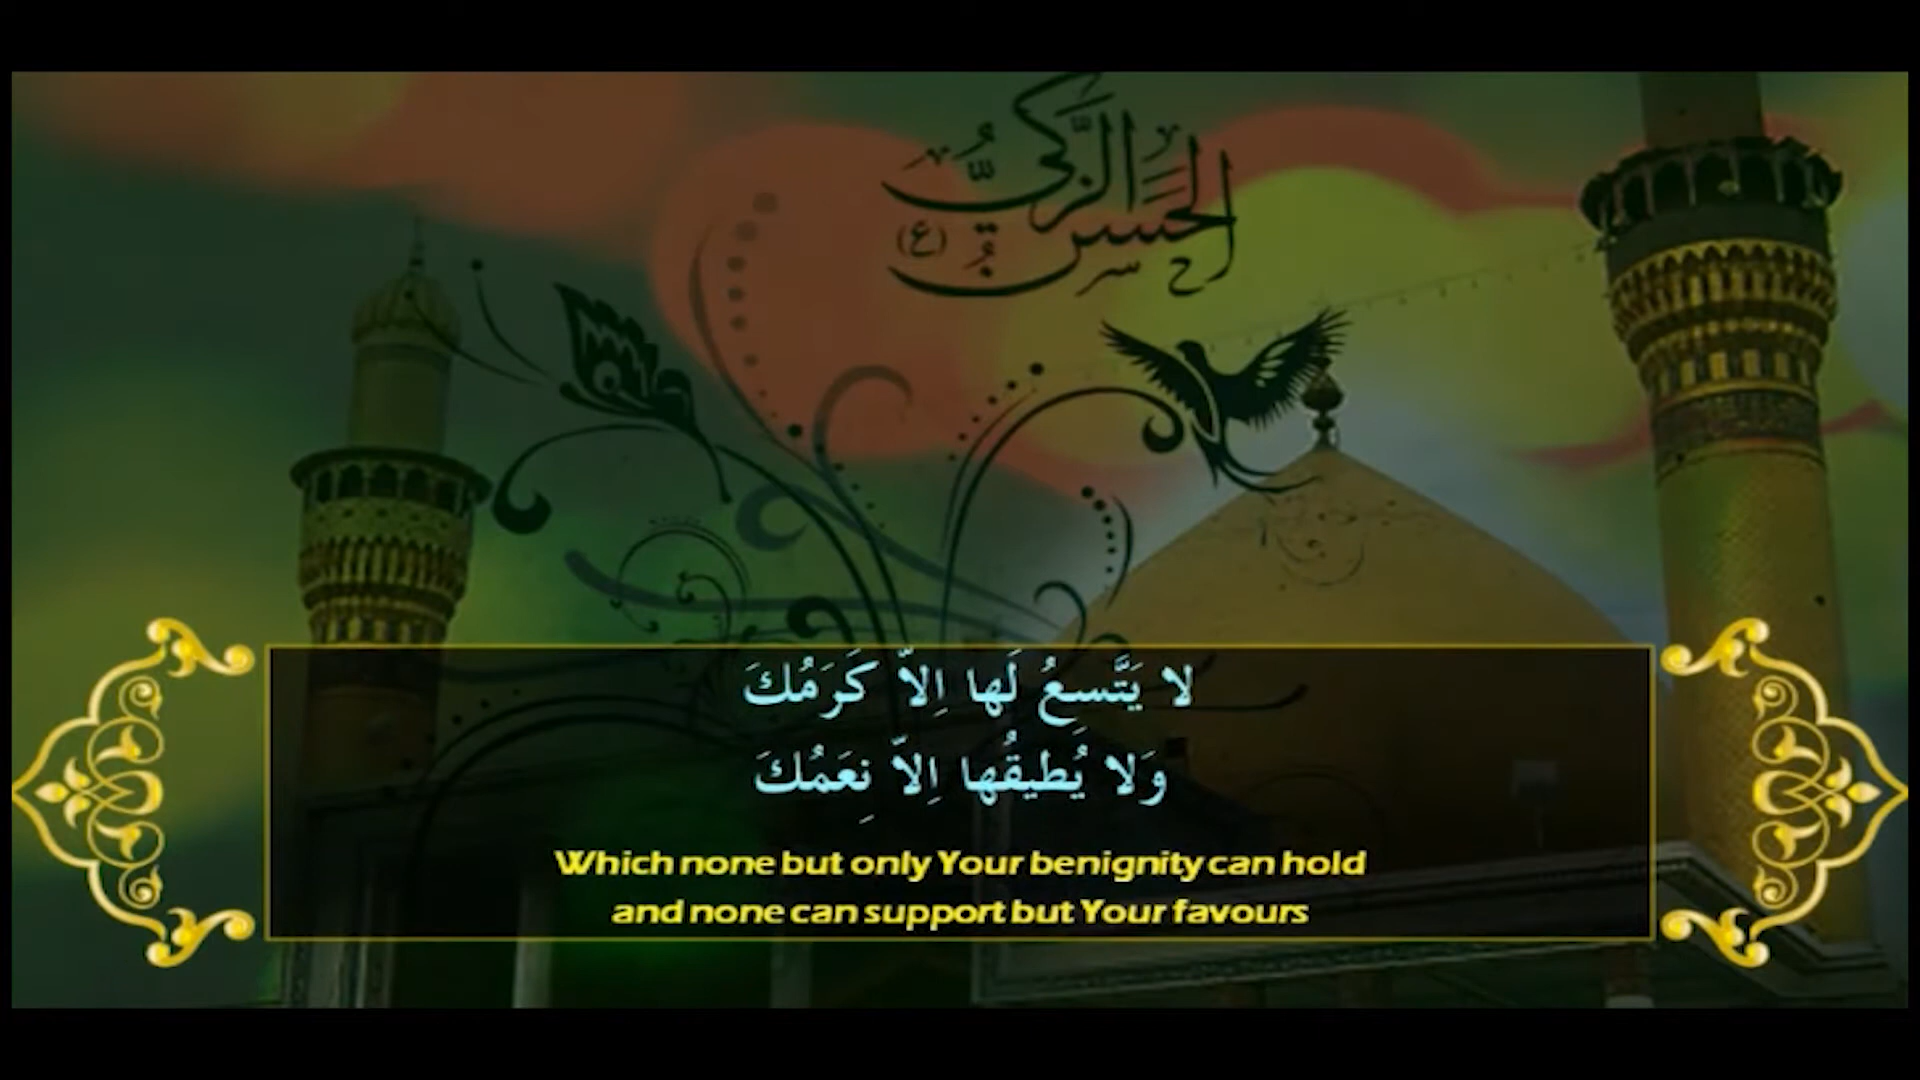 الحسن الزكي (ع)
لا يَتَّسِعُ لَها اِلاّ كَرَمُكَ
وَلا يُطيقُها اِلاّ نِعَمُكَ
Which none but only Your benignity can hold
and none can support but Your favours